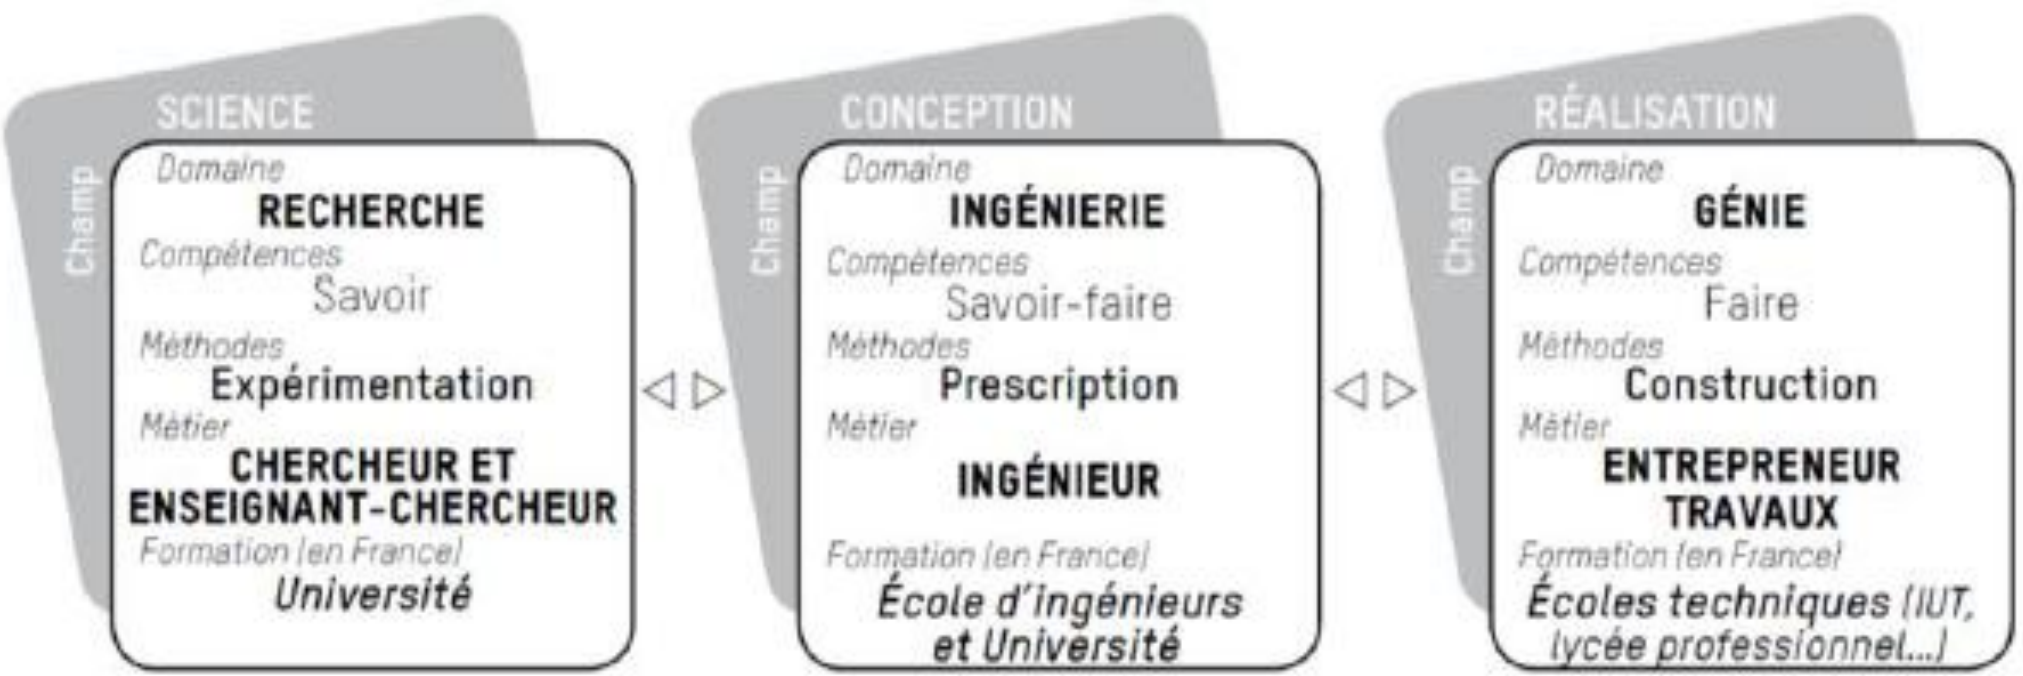 SCIENCE
Champ
Domaine
RECHERCHE
Compétences
Savoir
Méthodes
Expérimentation
Métier
CHERCHEUR ET
ENSEIGNANT-CHERCHEUR
Formation (en France)
Université
CONCEPTION
Champ
Domaine
INGÉNIERIE
Compétences
Savoir-faire
Méthodes
Prescription
Métier
INGÉNIEUR
Formation (en France)
École d'ingénieurs
et Université
RÉALISATION
Champ
Domaine
GÉNIE
Compétences
Faire
Méthodes
Construction
Métier
ENTREPRENEUR
TRAVAUX
Formation (en France)
Écoles techniques (IUT,
lycée professionnel...)